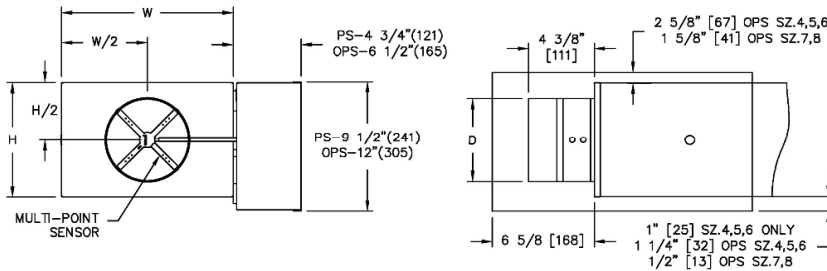 W
W/2
PS-4 3/4"(121)
OPS-6 1/2"(165)
H/2
H
PS-9 1/2"(241)
OPS-12"(305)
1
MULTI-POINT
SENSOR
2 5/8" [67] OPS SZ.4,5,6
1 5/8" [41] OPS SZ.7,8
4 3/8"
[111]
D
6 5/8 [168]
1" [25] SZ.4,5,6 ONLY
1 1/4" [32] OPS SZ.4,5,6
1/2" [13] OPS SZ.7,8